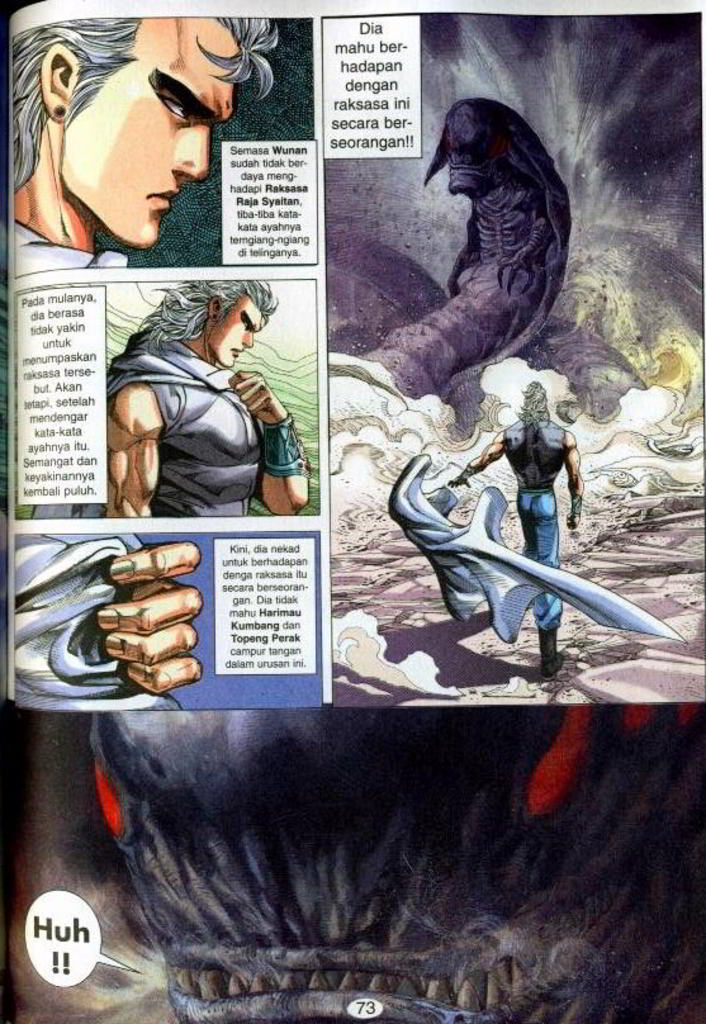 Semasa Wunan
sudah tidak ber-
daya meng-
hadapi Raksasa
Raja Syaitan,
tiba-tiba kata-
kata ayahnya
terngiang-ngiang
di telinganya.
Pada mulanya,
dia berasa
tidak yakin
untuk
menumpaskan
raksasa terse-
but. Akan
tetapi, setelah
mendengar
kata-kata
ayahnya itu.
Semangat dan
keyakinannya
kembali puluh.
Kini, dia nekad
untuk berhadapan
denga raksasa itu
secara berseoran-
gan. Dia tidak
mahu Harimau
Kumbang dan
Topeng Perak
campur tangan
dalam urusan ini.
Dia
mahu ber-
hadapan
dengan
raksasa ini
secara ber-
seorangan!!
Huh
!!
73